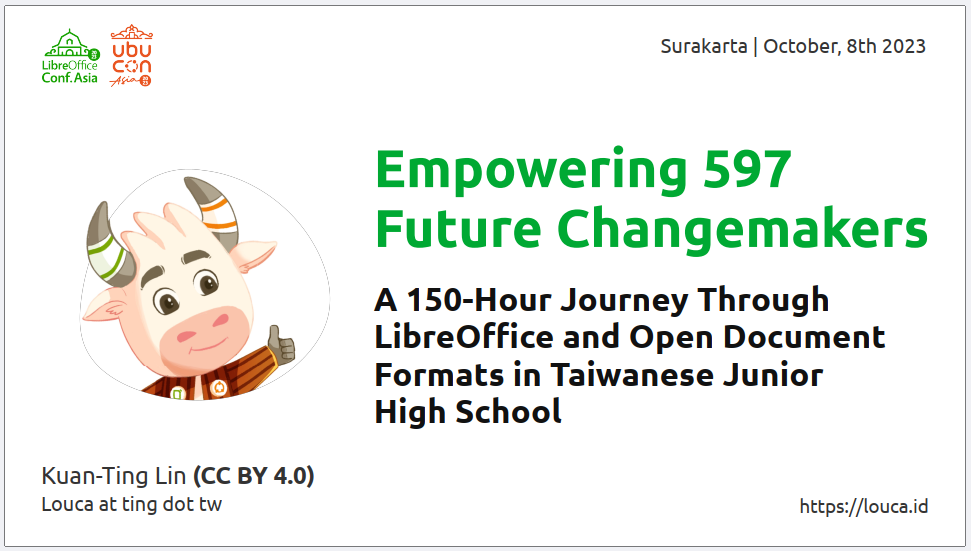 LibreOffice
Conf.Asia
ubu
con
Asia
Surakarta | October, 8th 2023
Empowering 597
Future Changemakers
A 150-Hour Journey Through
LibreOffice and Open Document
Formats in Taiwanese Junior
High School
Kuan-Ting Lin (CC BY 4.0)
Louca at ting dot tw
https://louca.id